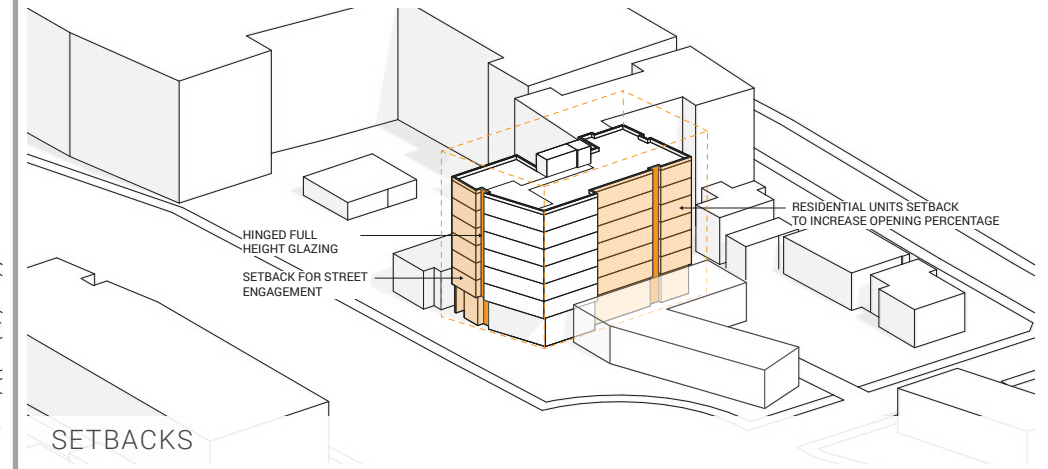 HINGED FULL
HEIGHT GLAZING
SETBACK FOR STREET
ENGAGEMENT
RESIDENTIAL UNITS SETBACK
TO INCREASE OPENING PERCENTAGE
SETBACKS